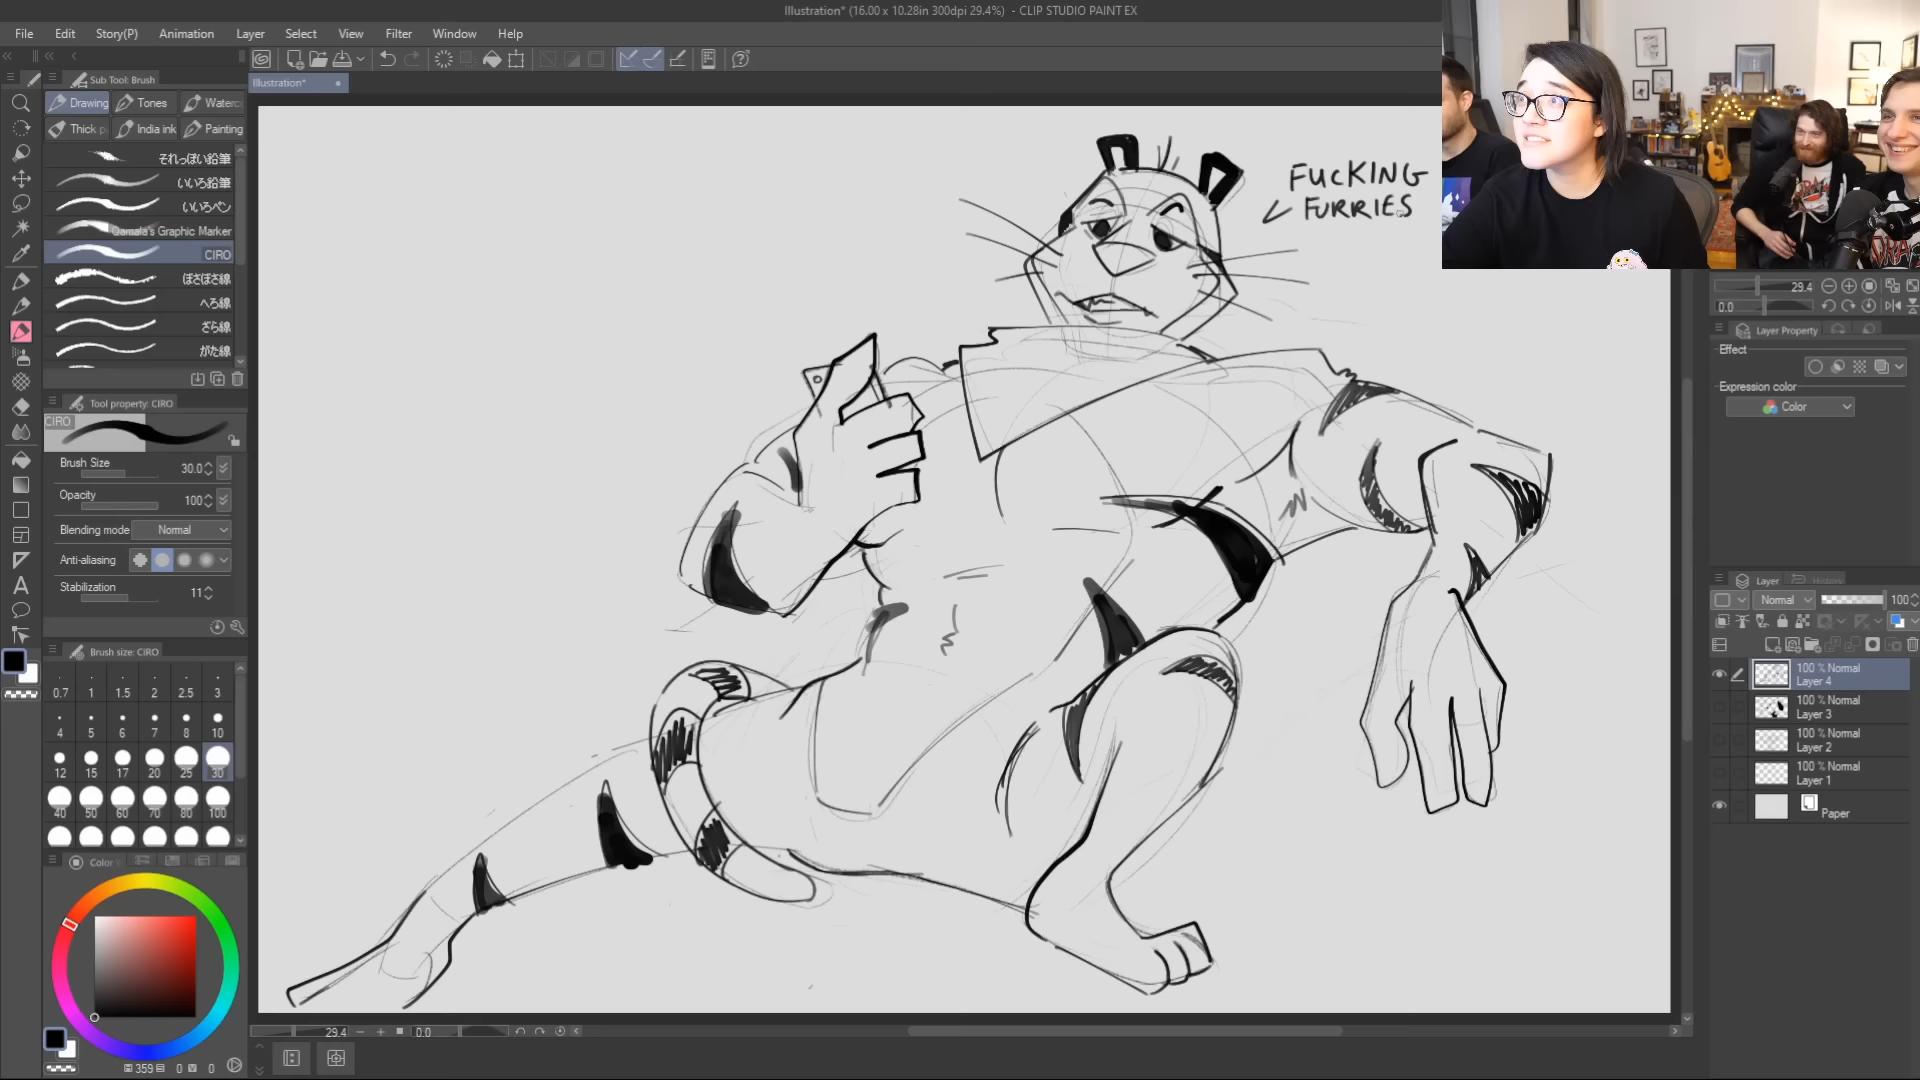 Illustration* (16.00 x 10.28in 300dpi 29.4%) - CLIP STUDIO PAINT EX
File Edit Story(P) Animation Layer Select View Filter Window Help
Sub Tool: Brush
Illustration*
Drawing Tones
Thick India ink Painting
それっぽい鉛筆
いいろ鉛筆
いいろペン
Qamala's Graphic Marker
CIRO
ぼさぼさ線
へろ線
ざら線
がた線
Tool property: CIRO
CIRO
Brush Size 30.0
Opacity 100
Blending mode Normal
Anti-aliasing
Stabilization 11
Brush size: CIRO
0.7 1 1.5 2 2.5 3
4 5 6 7 8 10
12 15 17 20 25 30
40 50 60 70 80 100
Color
359 0 0
FUCKING
FURRIES
29.4 0.0
29.4
0.0
Layer Property
Effect
Expression color
Color
Layer History
Normal 100
100 % Normal
Layer 4
100 % Normal
Layer 3
100 % Normal
Layer 2
100 % Normal
Layer 1
Paper